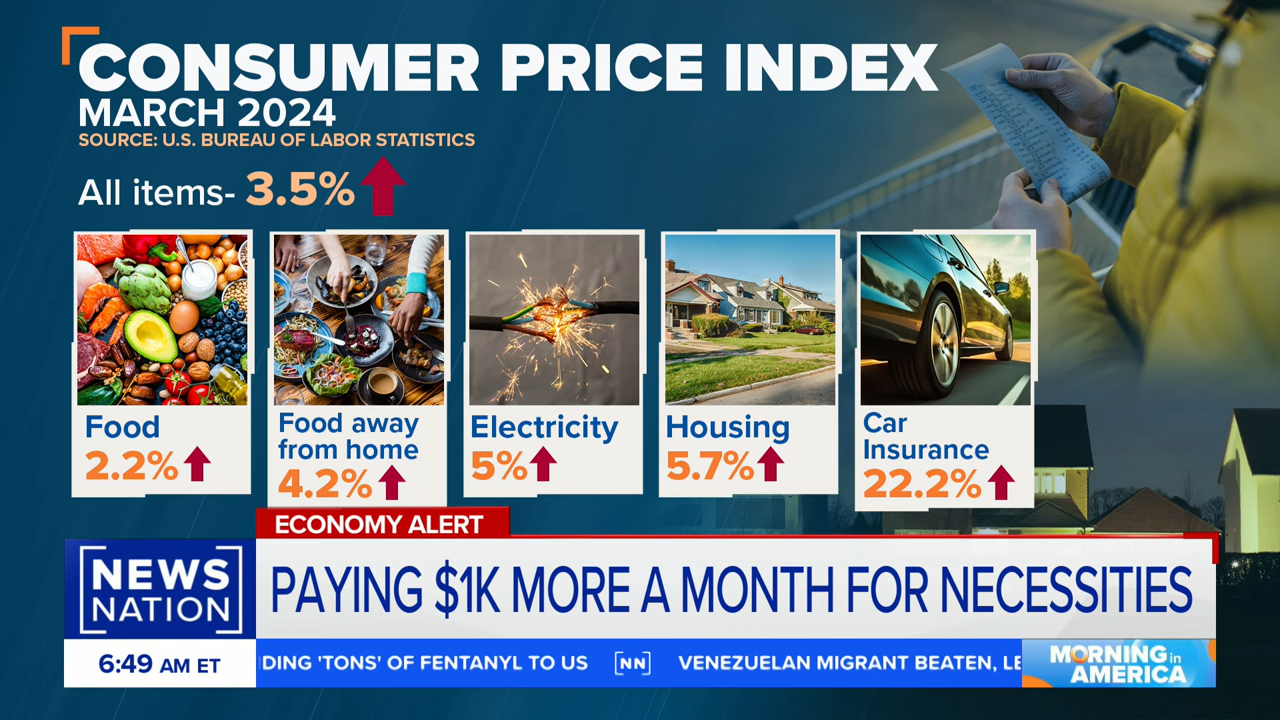 CONSUMER PRICE INDEX
MARCH 2024
SOURCE: U.S. BUREAU OF LABOR STATISTICS
All items- 3.5%
Food
2.2%
Food away
from home
4.2%
Electricity
5%
Housing
5.7%
Car
Insurance
22.2%
ECONOMY ALERT
NEWS
NATION
PAYING $1K MORE A MONTH FOR NECESSITIES
6:49 AM ET
DING 'TONS' OF FENTANYL TO US [NN] VENEZUELAN MIGRANT BEATEN, LE
MORNING in
AMERICA